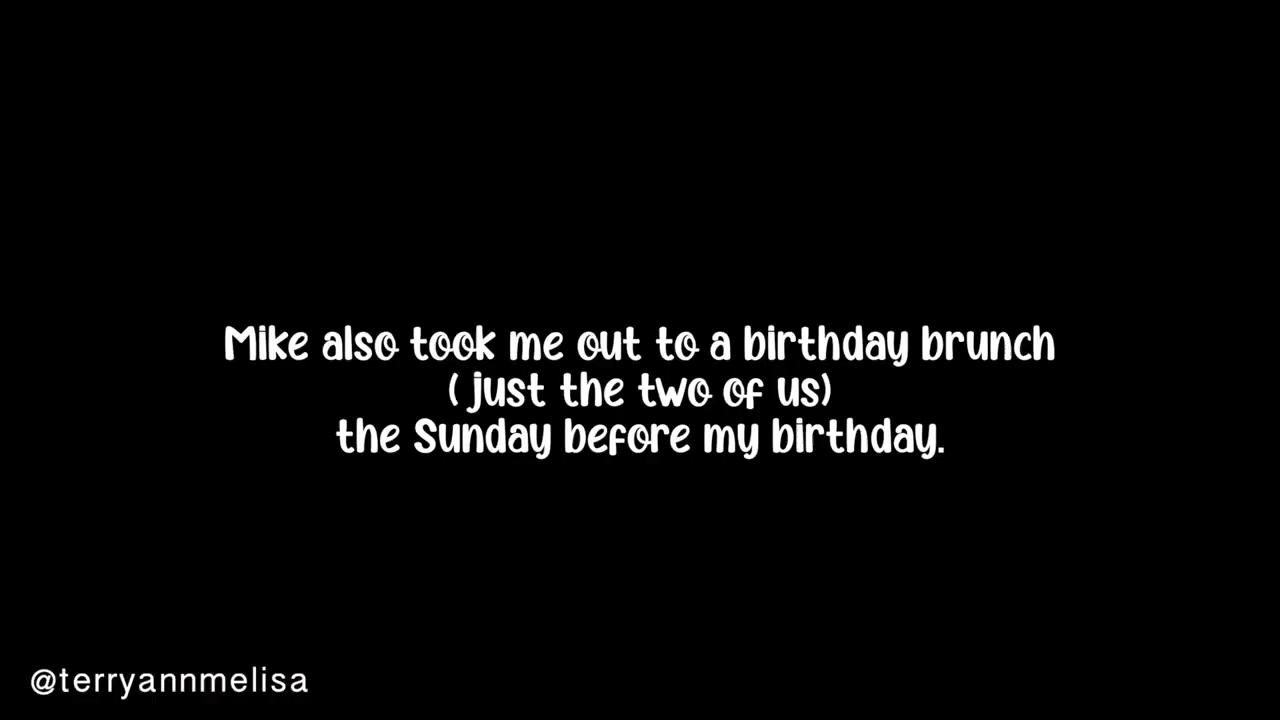 Mike also took me out to a birthday brunch
( just the two of us)
the Sunday before my birthday.
@terryannmelisa